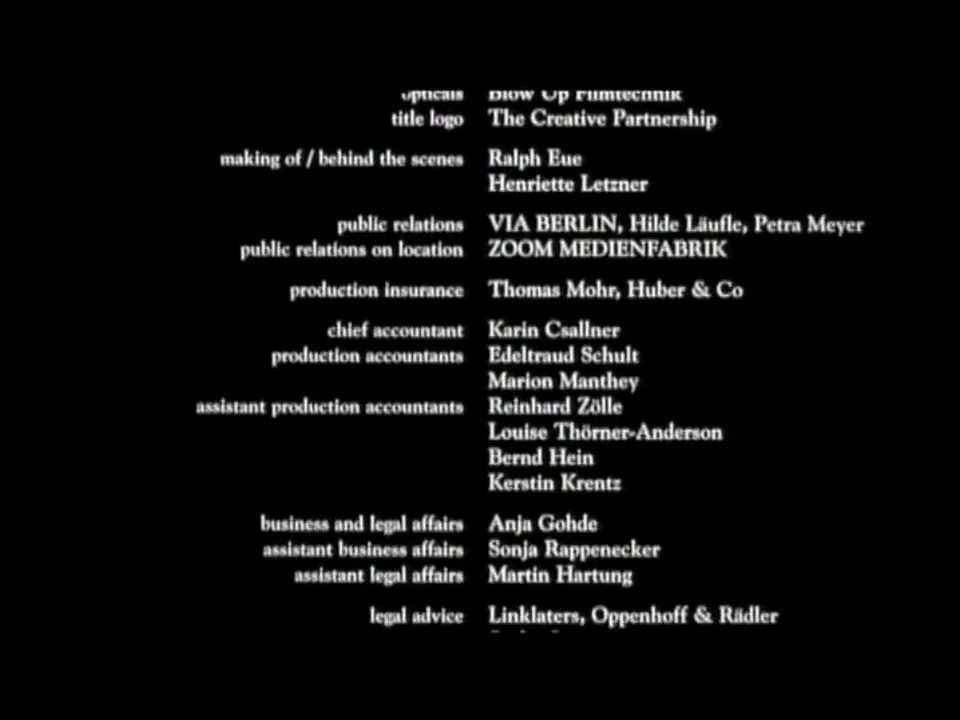 opticals Blow Up Filmtechnik
title logo The Creative Partnership
making of / behind the scenes Ralph Eue
Henriette Letzner
public relations VIA BERLIN, Hilde Läufle, Petra Meyer
public relations on location ZOOM MEDIENFABRIK
production insurance Thomas Mohr, Huber & Co
chief accountant Karin Csallner
production accountants Edeltraud Schult
Marion Manthey
assistant production accountants Reinhard Zölle
Louise Thörner-Anderson
Bernd Hein
Kerstin Krentz
business and legal affairs Anja Gohde
assistant business affairs Sonja Rappenecker
assistant legal affairs Martin Hartung
legal advice Linklaters, Oppenhoff & Rädler